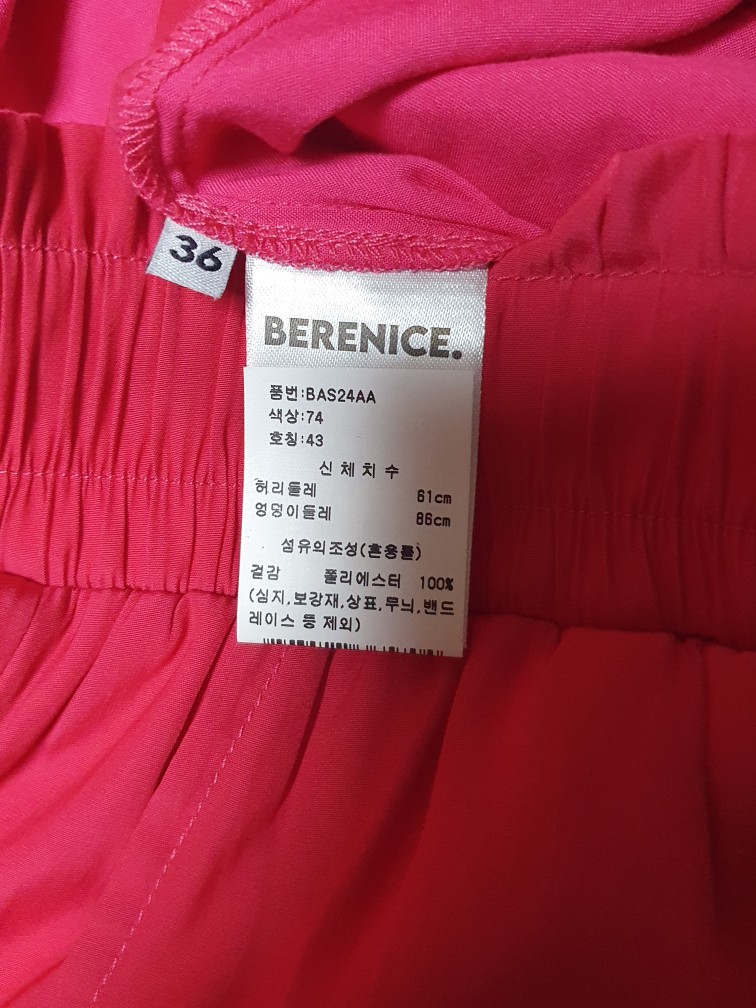 36
BERENICE.
품번:BAS24AA
색상:74
호칭:43
신체치수
허리둘레 61cm
엉덩이둘레 86cm
섬유의조성(혼용률)
겉감 폴리에스터 100%
(심지,보강재,상표,무늬,밴드
레이스 등 제외)